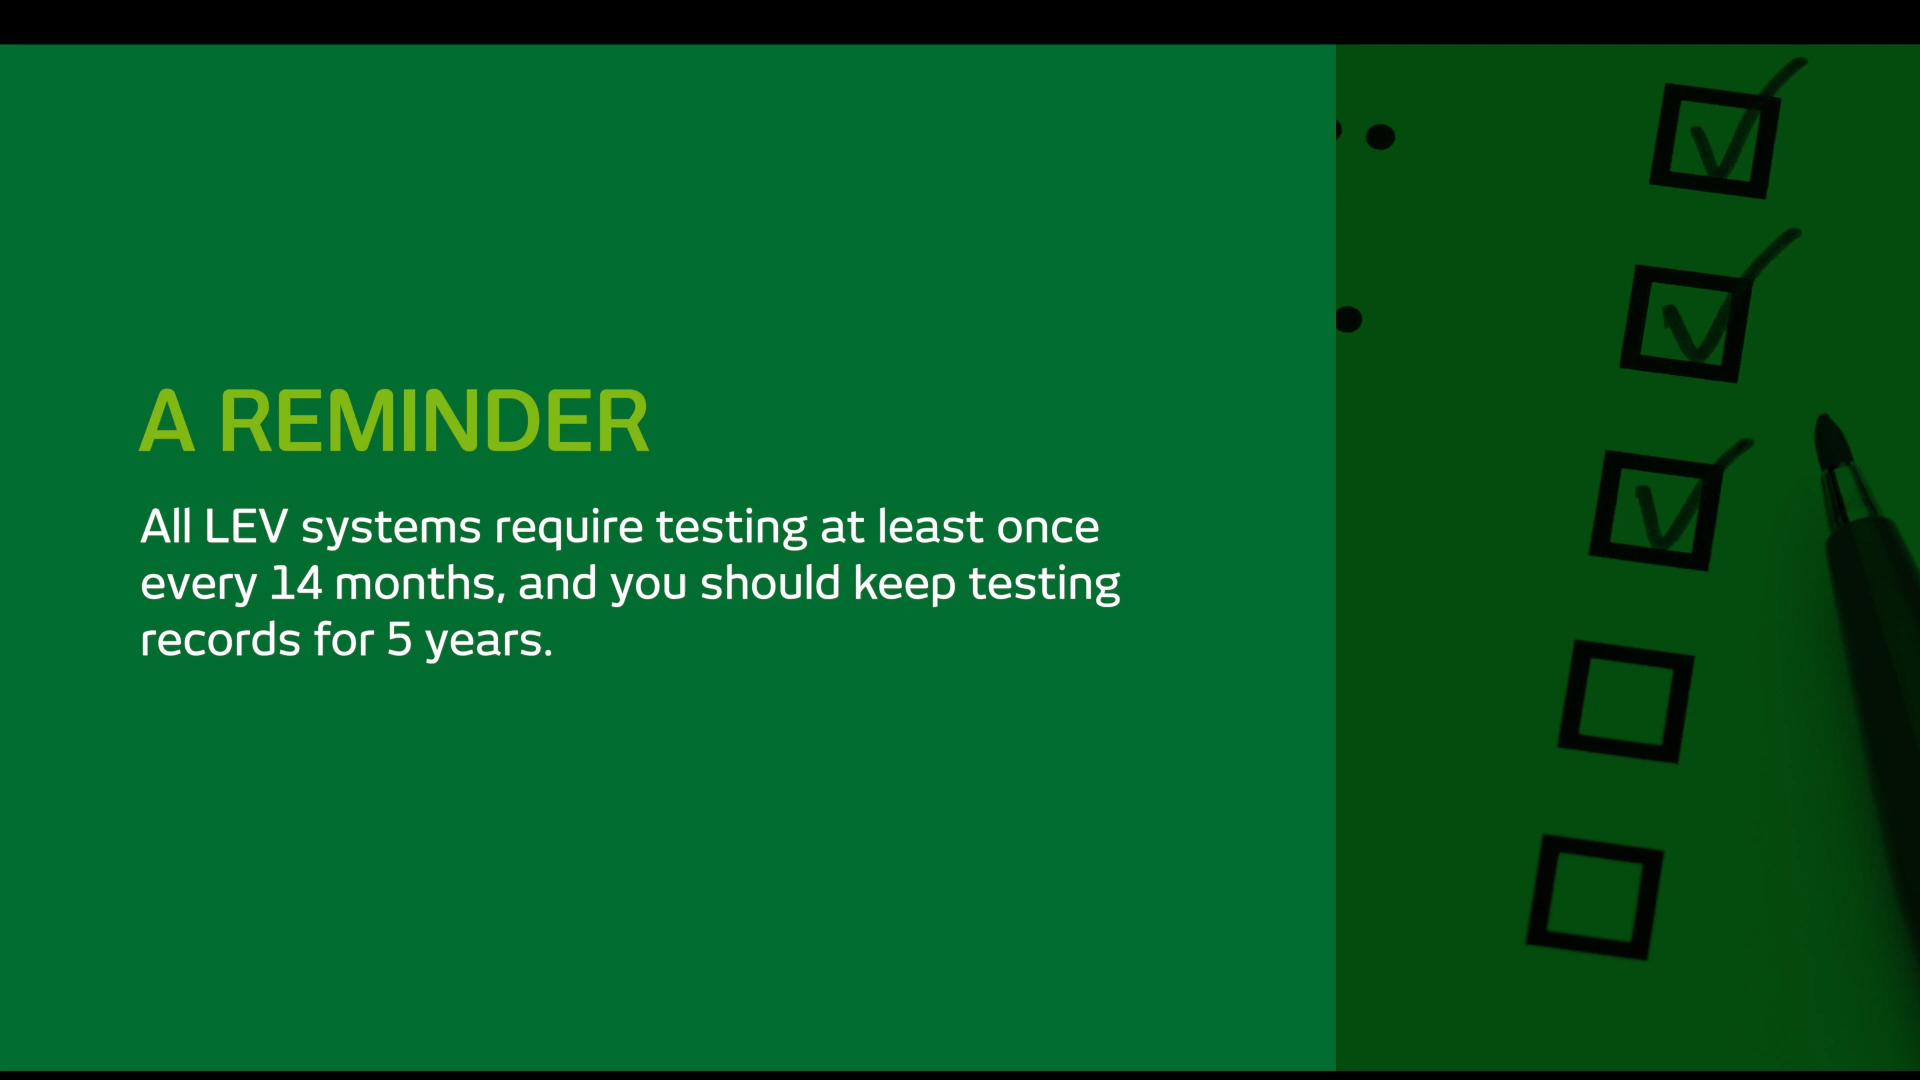 A REMINDER
All LEV systems require testing at least once
every 14 months, and you should keep testing
records for 5 years.